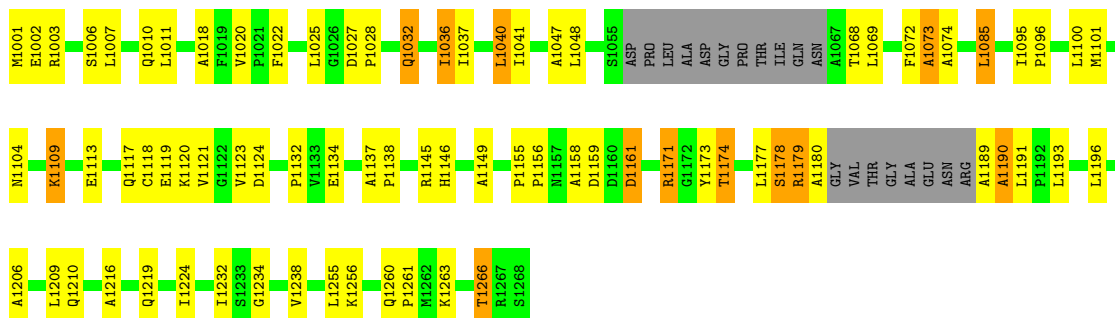 M1001 E1002 R1003 S1006 L1007 Q1010 L1011 A1018 F1019 V1020 P1021 F1022 L1025 G1026 D1027 P1028 Q1032 I1036 I1037 L1040 I1041 A1047 L1048 S1055 ASP PRO LEU ALA ASP GLY PRO THR ILE GLN ASN A1067 T1068 L1069 F1072 A1073 A1074 L1085 I1095 P1096 L1100 M1101
N1104 K1109 E1113 Q1117 C1118 E1119 K1120 V1121 G1122 V1123 D1124 P1132 V1133 E1134 A1137 P1138 R1145 H1146 A1149 P1155 P1156 N1157 A1158 D1159 D1160 D1161 R1171 G1172 Y1173 T1174 L1177 S1178 R1179 A1180 GLY VAL THR GLY ALA GLU ASN ARG A1189 A1190 L1191 P1192 L1193 L1196
A1206 L1209 Q1210 A1216 Q1219 I1224 I1232 S1233 G1234 V1238 L1255 K1256 Q1260 P1261 M1262 K1263 T1266 R1267 S1268